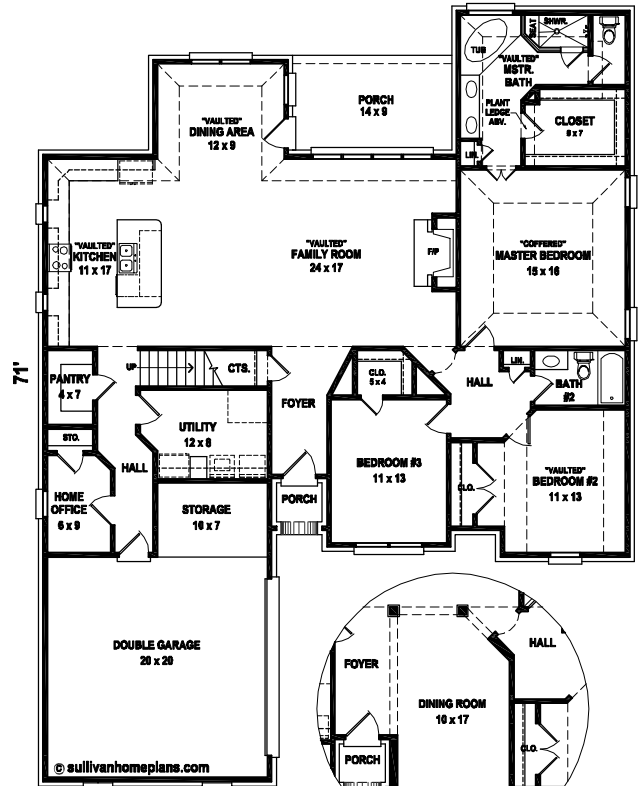 SEAT
SHWR.
TUB
"VAULTED"
MSTR.
BATH
PORCH
14 x 9
PLANT
LEDGE
ABV.
CLOSET
8 x 7
"VAULTED"
DINING AREA
12 x 9
LIN.
"VAULTED"
KITCHEN
11 x 17
"VAULTED"
FAMILY ROOM
24 x 17
F/P
"COFFERED"
MASTER BEDROOM
15 x 16
71'
PANTRY
4 x 7
UP
CTS.
CLO.
5 x 4
HALL
LIN.
BATH
#2
FOYER
UTILITY
12 x 8
STO.
HALL
BEDROOM #3
11 x 13
CLO.
"VAULTED"
BEDROOM #2
11 x 13
HOME
OFFICE
6 x 9
STORAGE
16 x 7
PORCH
DOUBLE GARAGE
20 x 20
FOYER
HALL
DINING ROOM
10 x 17
CLO.
PORCH
© sullivanhomeplans.com